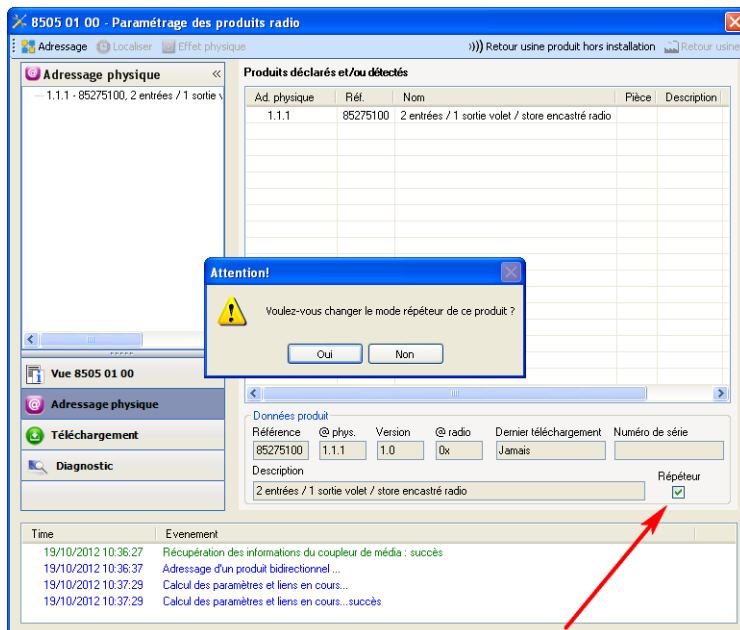 8505 01 00 - Paramétrage des produits radio
Adressage Localiser Effet physique ))) Retour usine produit hors installation Retour usine
Adressage physique «
1.1.1 - 85275100, 2 entrées / 1 sortie v
Produits déclarés et/ou détectés
Ad. physique Réf. Nom Pièce Description
1.1.1 85275100 2 entrées / 1 sortie volet / store encastré radio
Attention!
Voulez-vous changer le mode répéteur de ce produit ?
Oui Non
Vue 8505 01 00
Adressage physique
Téléchargement
Diagnostic
Données produit
Référence @ phys. Version @ radio Dernier téléchargement Numéro de série
85275100 1.1.1 1.0 0x Jamais
Description
2 entrées / 1 sortie volet / store encastré radio
Répéteur
Time Evenement
19/10/2012 10:36:27 Récupération des informations du coupleur de média : succès
19/10/2012 10:36:37 Adressage d'un produit bidirectionnel ...
19/10/2012 10:37:29 Calcul des paramètres et liens en cours...
19/10/2012 10:37:29 Calcul des paramètres et liens en cours...succès